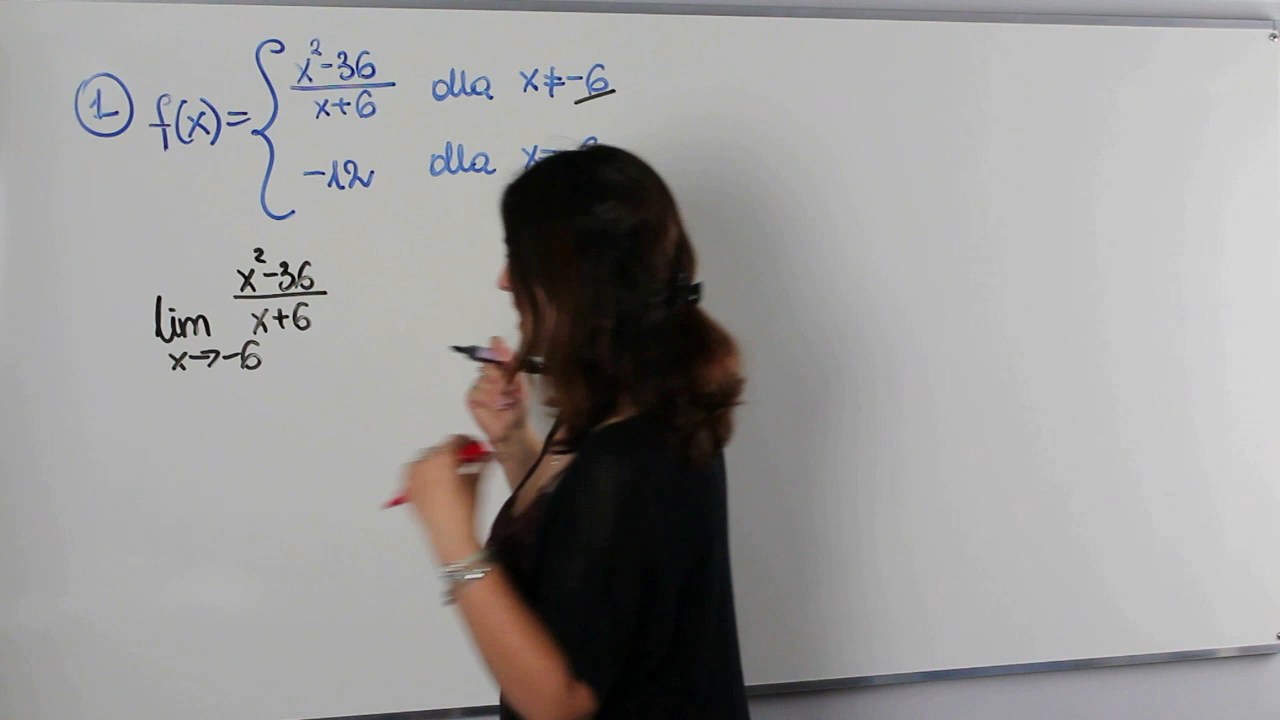 ① f(x)= { x²-36 / x+6 dla x≠-6
-12 dla x=
lim x→-6 x²-36 / x+6